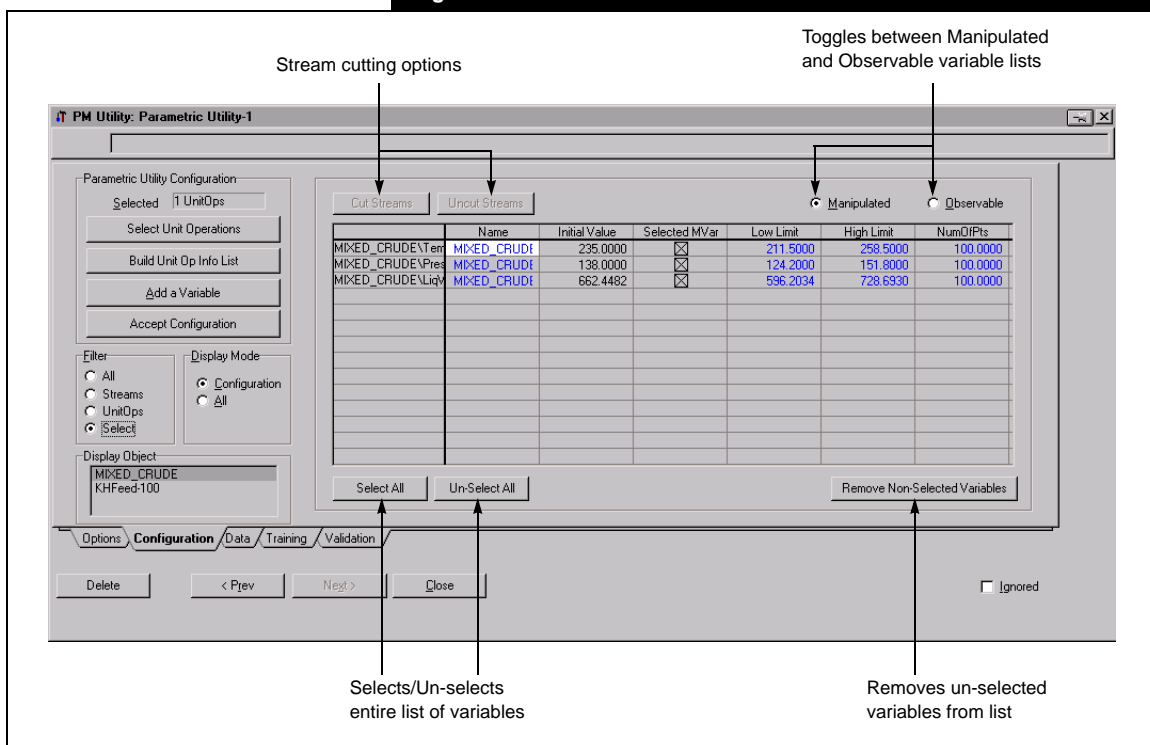 Toggles between Manipulated
and Observable variable lists
Stream cutting options
PM Utility: Parametric Utility-1
Parametric Utility Configuration
Selected 1 UnitOps
Select Unit Operations
Build Unit Op Info List
Add a Variable
Accept Configuration
Filter
All
Streams
UnitOps
Select
Display Mode
Configuration
All
Display Object
MIXED_CRUDE
KHFeed-100
Cut Streams Uncut Streams Manipulated Observable
Name Initial Value Selected MVar Low Limit High Limit NumOfPts
MIXED_CRUDE\Tem MIXED_CRUDE 235.0000 211.5000 258.5000 100.0000
MIXED_CRUDE\Pres MIXED_CRUDE 138.0000 124.2000 151.8000 100.0000
MIXED_CRUDE\LiqV MIXED_CRUDE 662.4482 596.2034 728.6930 100.0000
Select All Un-Select All Remove Non-Selected Variables
Options Configuration Data Training Validation
Delete < Prev Next > Close Ignored
Selects/Un-selects
entire list of variables
Removes un-selected
variables from list